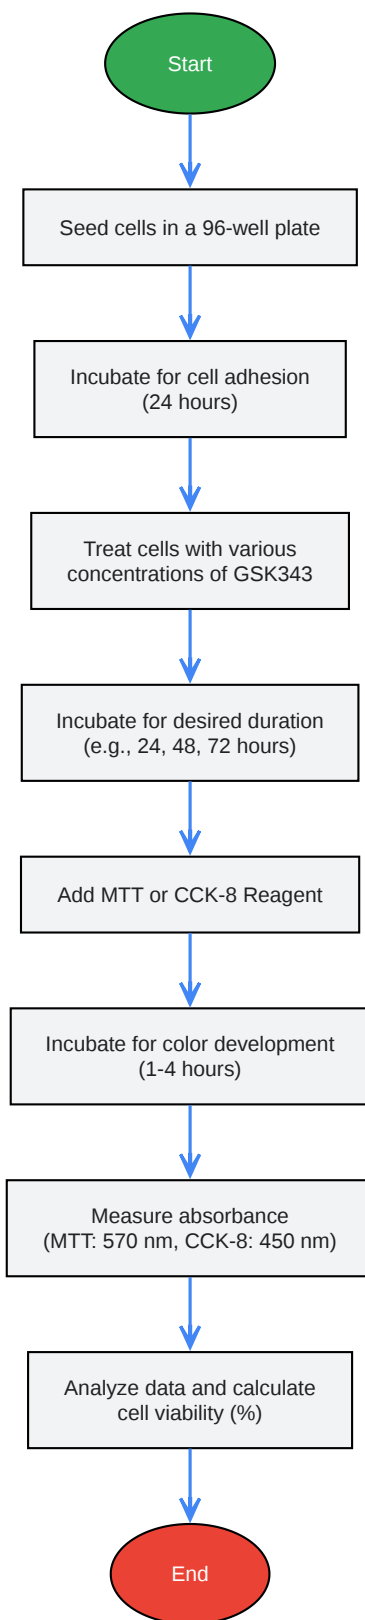 Start
Seed cells in a 96-well plate
Incubate for cell adhesion
(24 hours)
Treat cells with various
concentrations of GSK343
Incubate for desired duration
(e.g., 24, 48, 72 hours)
Add MTT or CCK-8 Reagent
Incubate for color development
(1-4 hours)
Measure absorbance
(MTT: 570 nm, CCK-8: 450 nm)
Analyze data and calculate
cell viability (%)
End